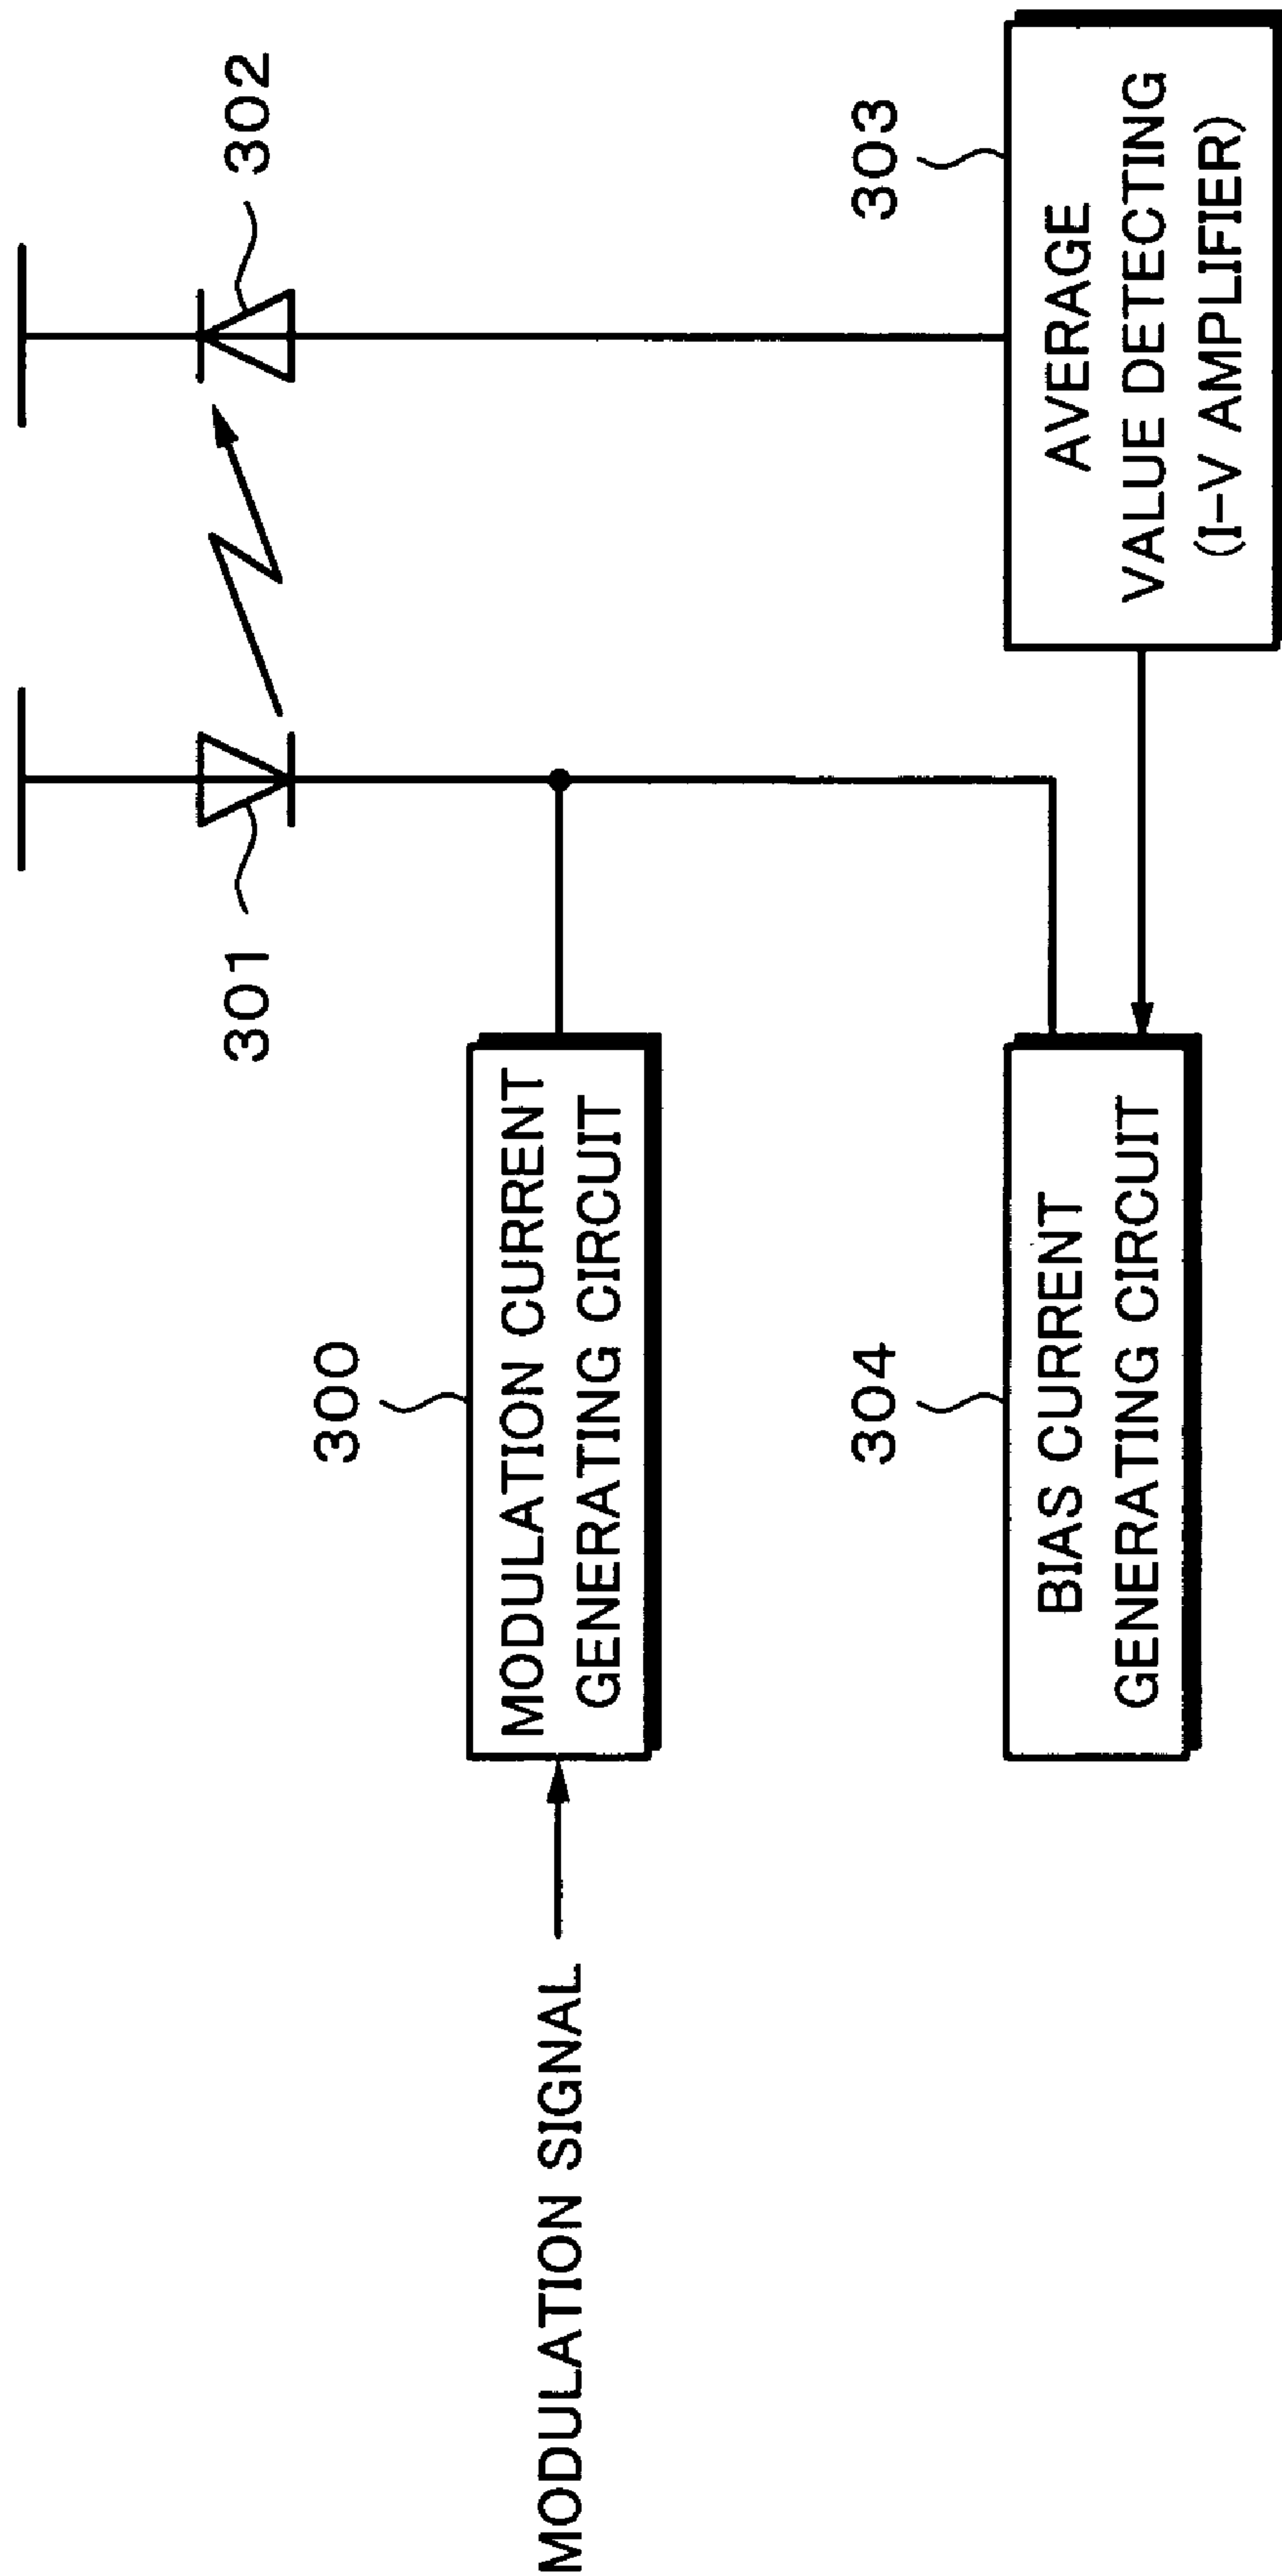 MODULATION SIGNAL
300
MODULATION CURRENT
GENERATING CIRCUIT
301
302
304
BIAS CURRENT
GENERATING CIRCUIT
303
AVERAGE
VALUE DETECTING
(I-V AMPLIFIER)